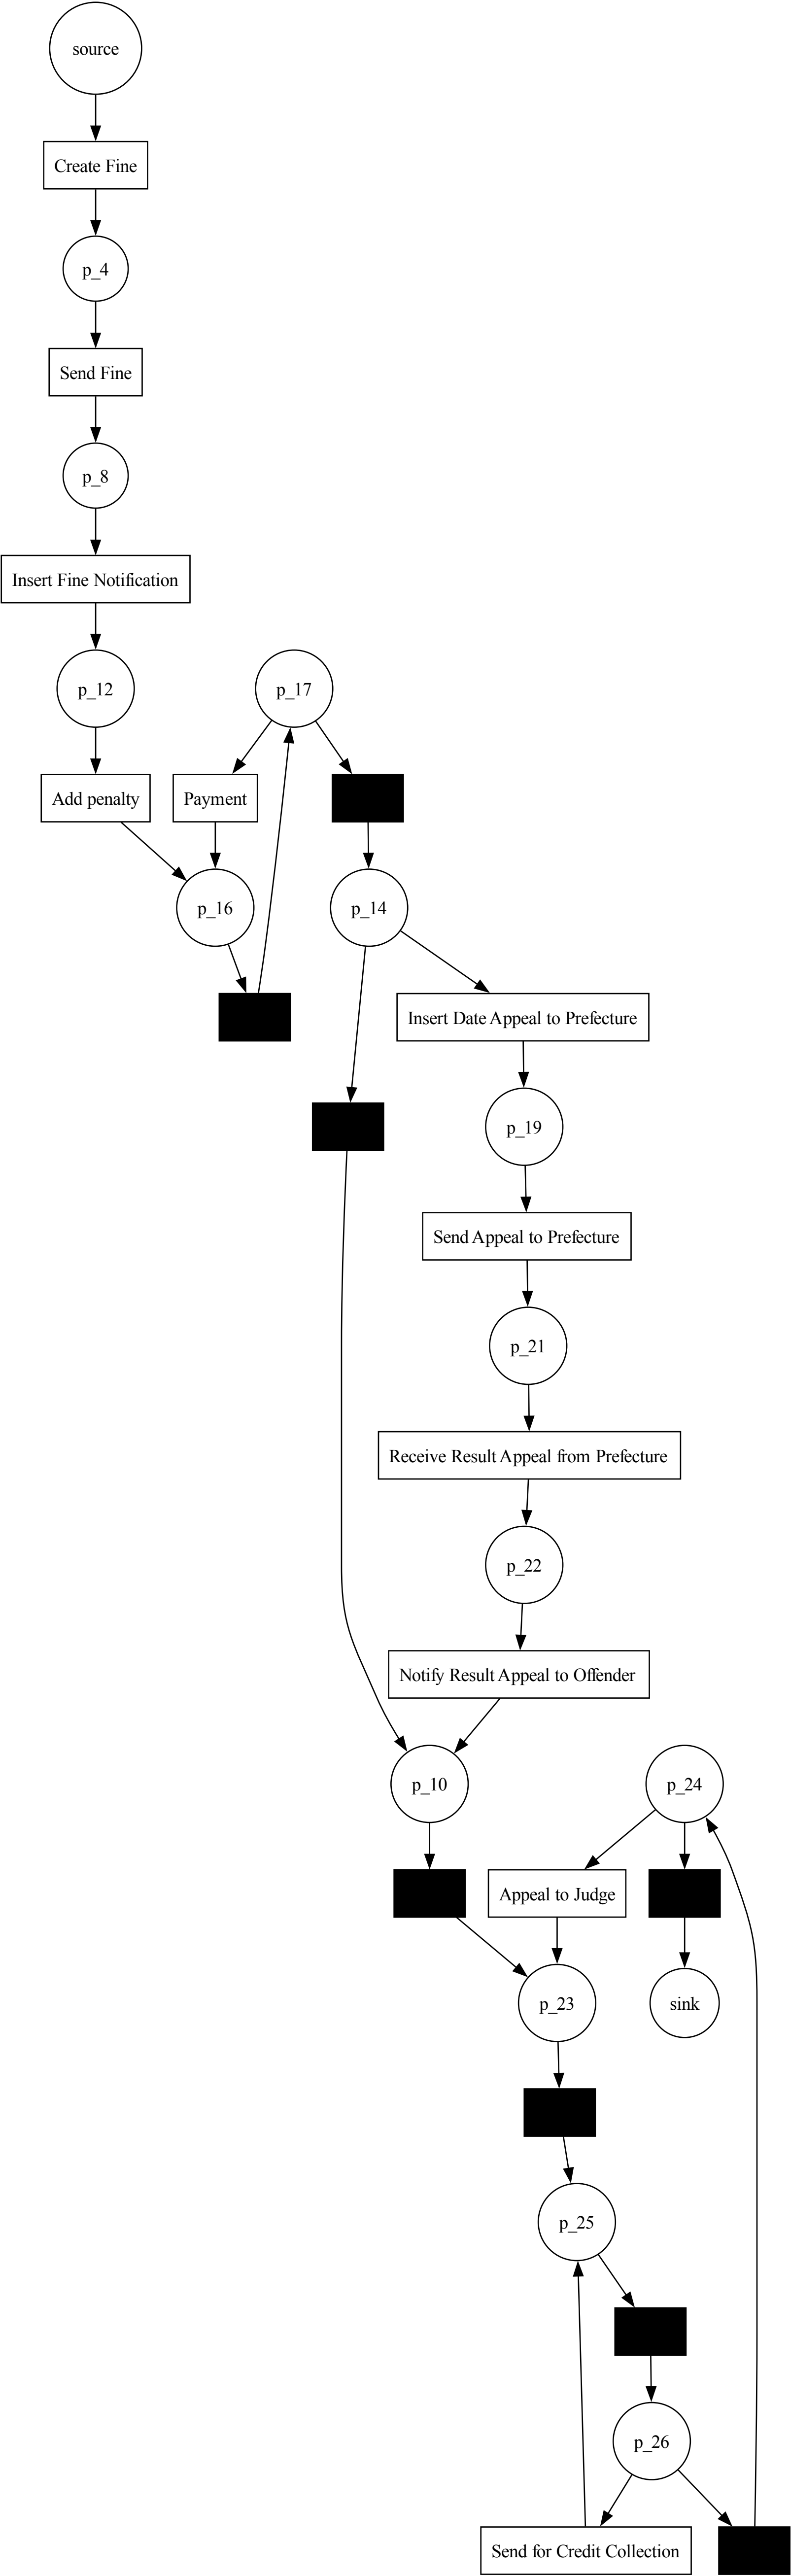 source
Create Fine
p_4
Send Fine
p_8
Insert Fine Notification
p_12
p_17
Add penalty
Payment
p_16
p_14
Insert Date Appeal to Prefecture
p_19
Send Appeal to Prefecture
p_21
Receive Result Appeal from Prefecture
p_22
Notify Result Appeal to Offender
p_10
p_24
Appeal to Judge
p_23
sink
p_25
p_26
Send for Credit Collection